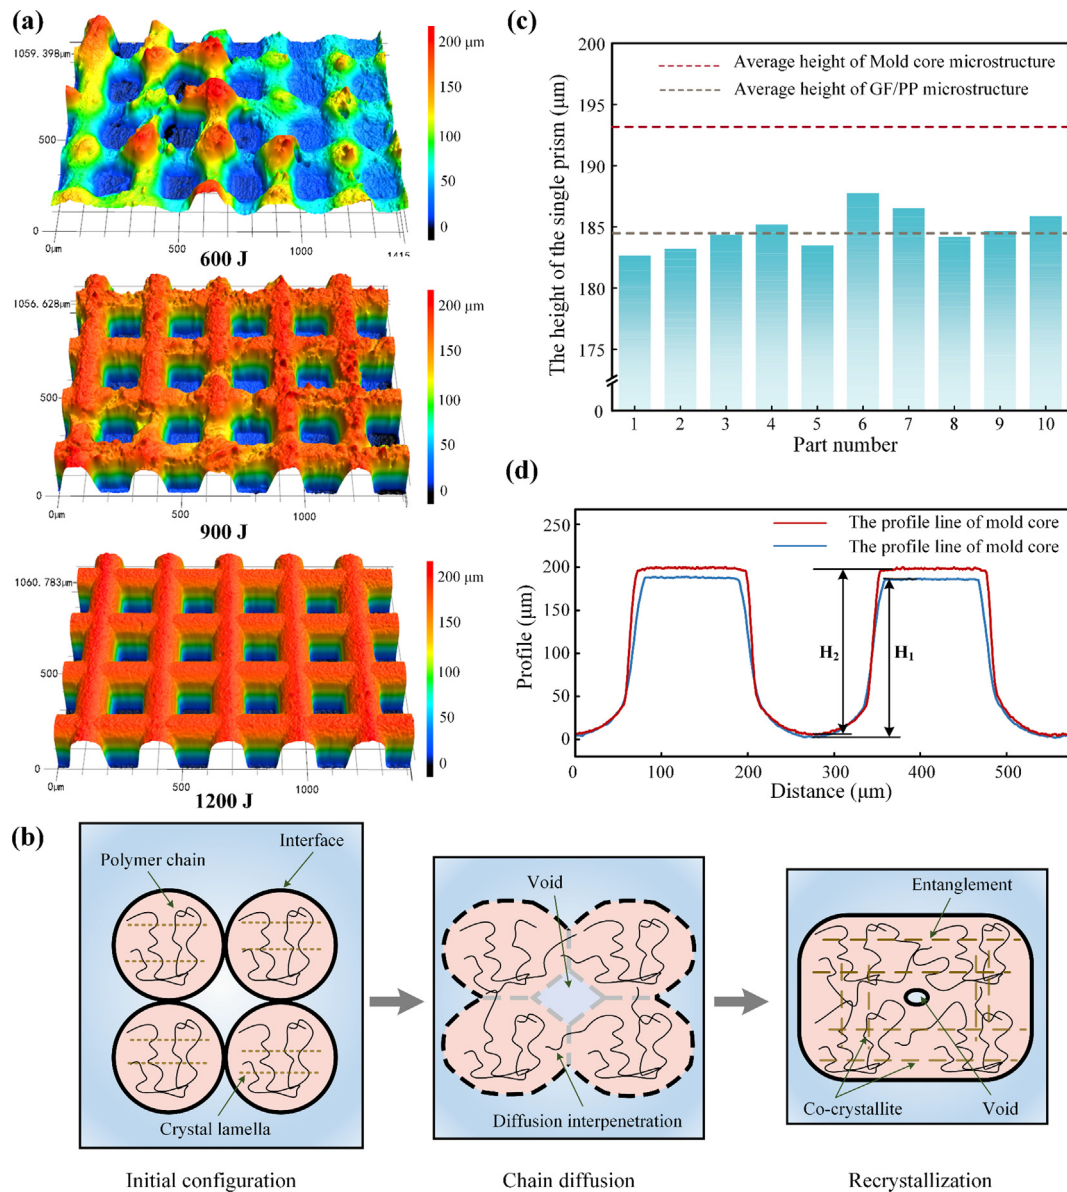 (a)
1059.398μm
500
0
0μm
500
1000
1415
600 J
200 μm
150
100
50
0
1056.628μm
500
0
0μm
500
1000
900 J
200 μm
150
100
50
0
1060.783μm
500
0
0μm
500
1000
1200 J
200 μm
150
100
50
0
(c)
The height of the single prism (μm)
200
195
190
185
180
175
0
Average height of Mold core microstructure
Average height of GF/PP microstructure
1 2 3 4 5 6 7 8 9 10
Part number
(d)
Profile (μm)
250
200
150
100
50
0
The profile line of mold core
The profile line of mold core
H2
H1
0 100 200 300 400 500
Distance (μm)
(b)
Polymer chain
Interface
Crystal lamella
Initial configuration
Void
Diffusion interpenetration
Chain diffusion
Entanglement
Co-crystallite
Void
Recrystallization